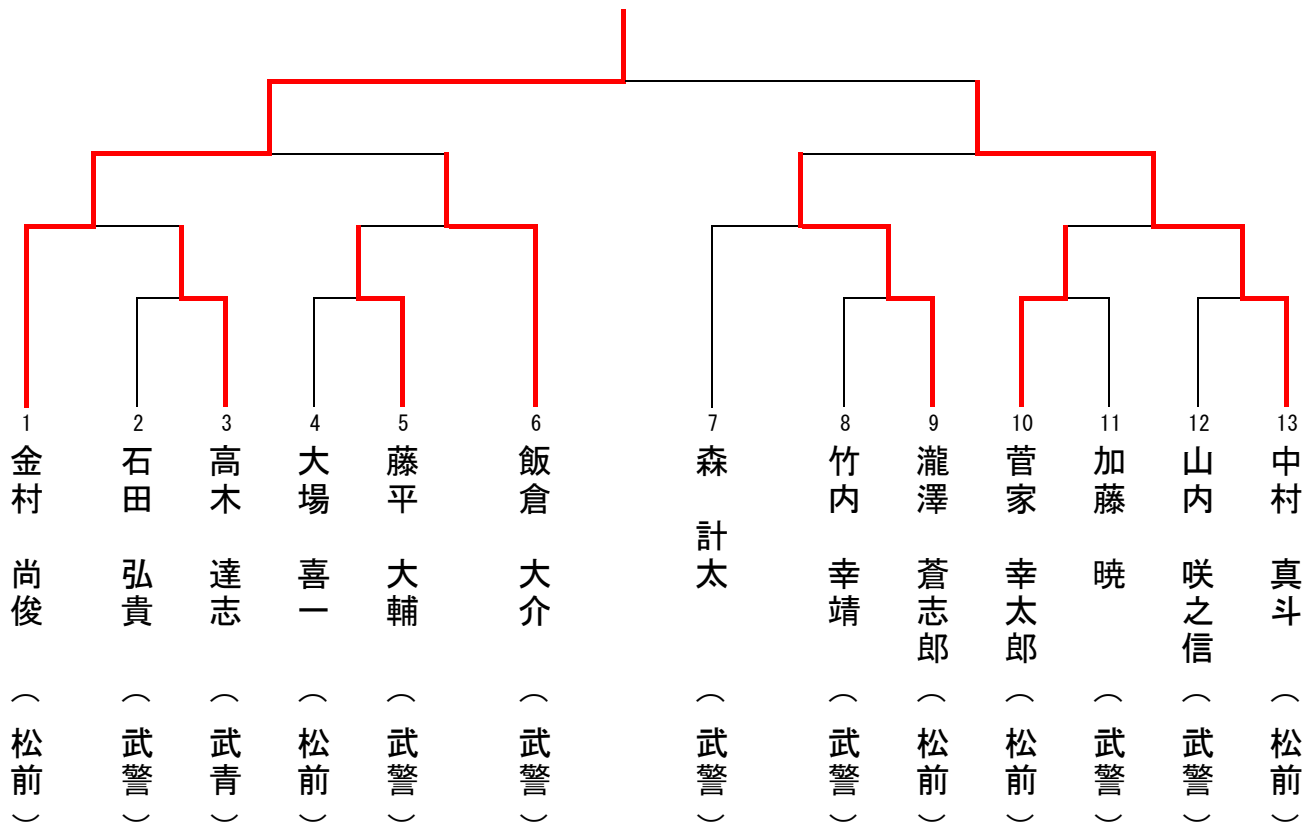 1
金村 尚俊 （松前）
2
石田 弘貴 （武警）
3
高木 達志 （武青）
4
大場 喜一 （松前）
5
藤平 大輔 （武警）
6
飯倉 大介 （武警）
7
森 計太 （武警）
8
竹内 幸靖 （武警）
9
瀧澤 蒼志郎 （松前）
10
菅家 幸太郎 （松前）
11
加藤 暁 （武警）
12
山内 咲之信 （武警）
13
中村 真斗 （松前）